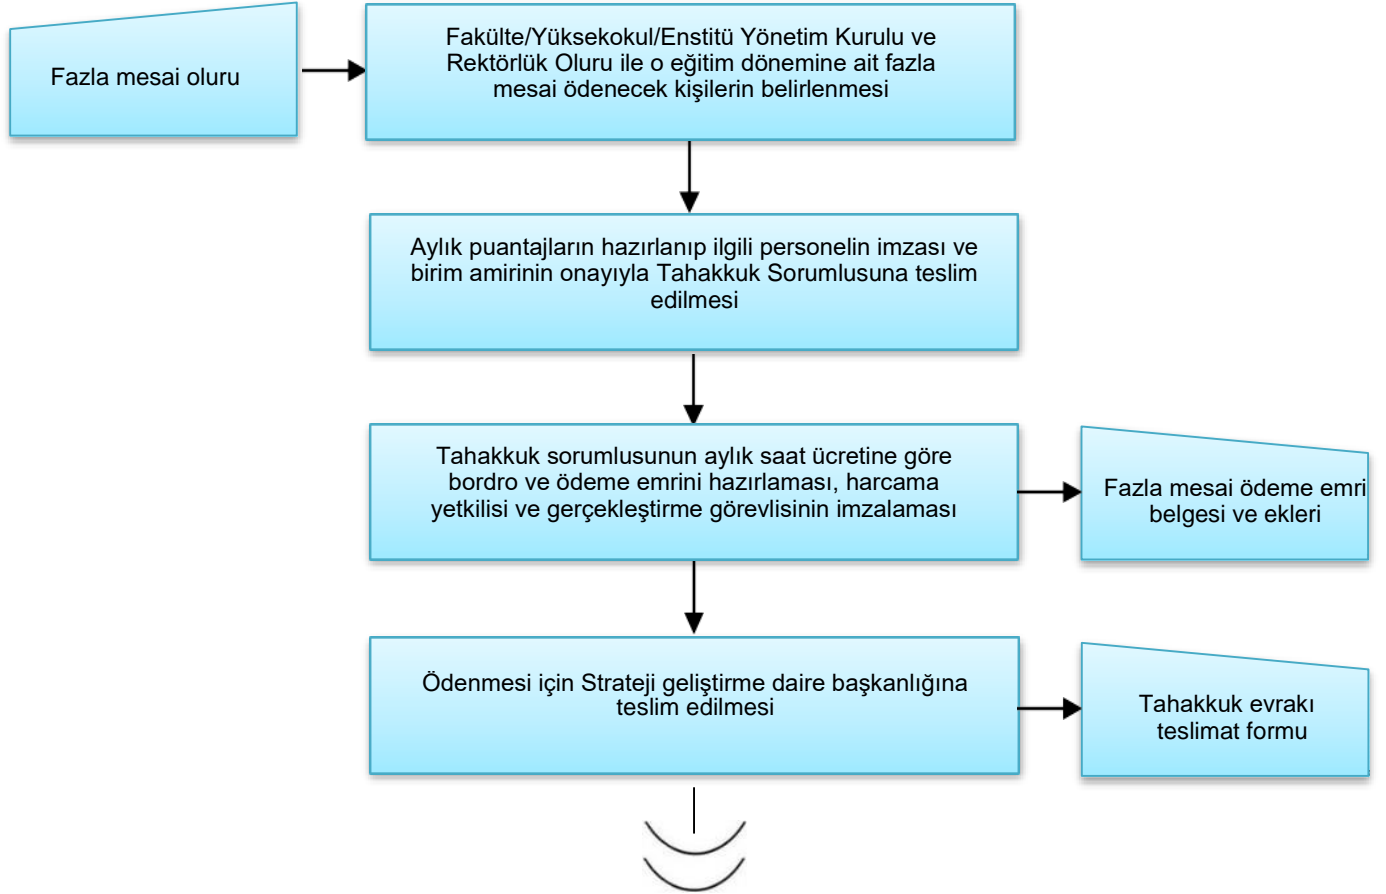 Fazla mesai oluru
Fakülte/Yüksekokul/Enstitü Yönetim Kurulu ve
Rektörlük Oluru ile o eğitim dönemine ait fazla
mesai ödenecek kişilerin belirlenmesi
Aylık puantajların hazırlanıp ilgili personelin imzası ve
birim amirinin onayıyla Tahakkuk Sorumlusuna teslim
edilmesi
Tahakkuk sorumlusunun aylık saat ücretine göre
bordro ve ödeme emrini hazırlaması, harcama
yetkilisi ve gerçekleştirme görevlisinin imzalaması
Fazla mesai ödeme emri
belgesi ve ekleri
Ödenmesi için Strateji geliştirme daire başkanlığına
teslim edilmesi
Tahakkuk evrakı
teslimat formu